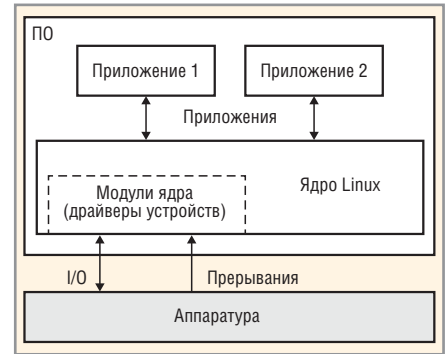 ПО
Приложение 1
Приложение 2
Приложения
Ядро Linux
Модули ядра
(драйверы устройств)
I/O
Прерывания
Аппаратура